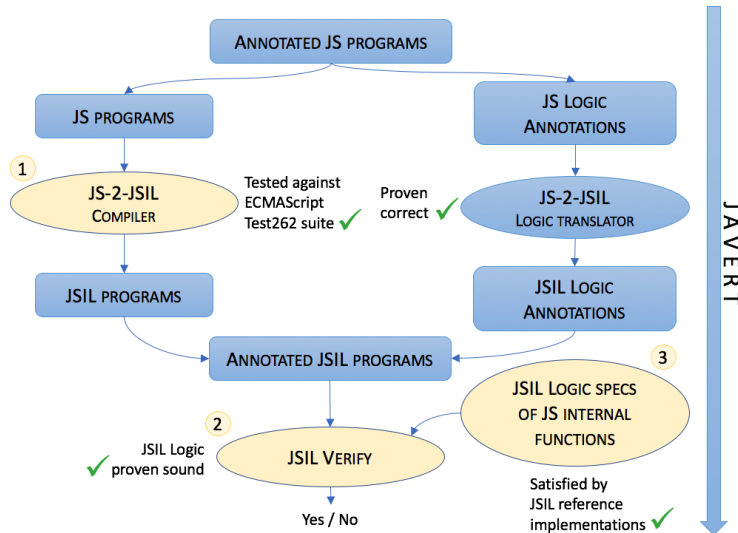 ANNOTATED JS PROGRAMS
JS PROGRAMS
JS LOGIC
ANNOTATIONS
1
JS-2-JSIL
COMPILER
Tested against
ECMAScript
Test262 suite
Proven
correct
JS-2-JSIL
LOGIC TRANSLATOR
JSIL PROGRAMS
JSIL LOGIC
ANNOTATIONS
ANNOTATED JSIL PROGRAMS
3
JSIL LOGIC SPECS
OF JS INTERNAL
FUNCTIONS
2
JSIL Logic
proven sound
JSIL VERIFY
Yes / No
Satisfied by
JSIL reference
implementations
JAVERT